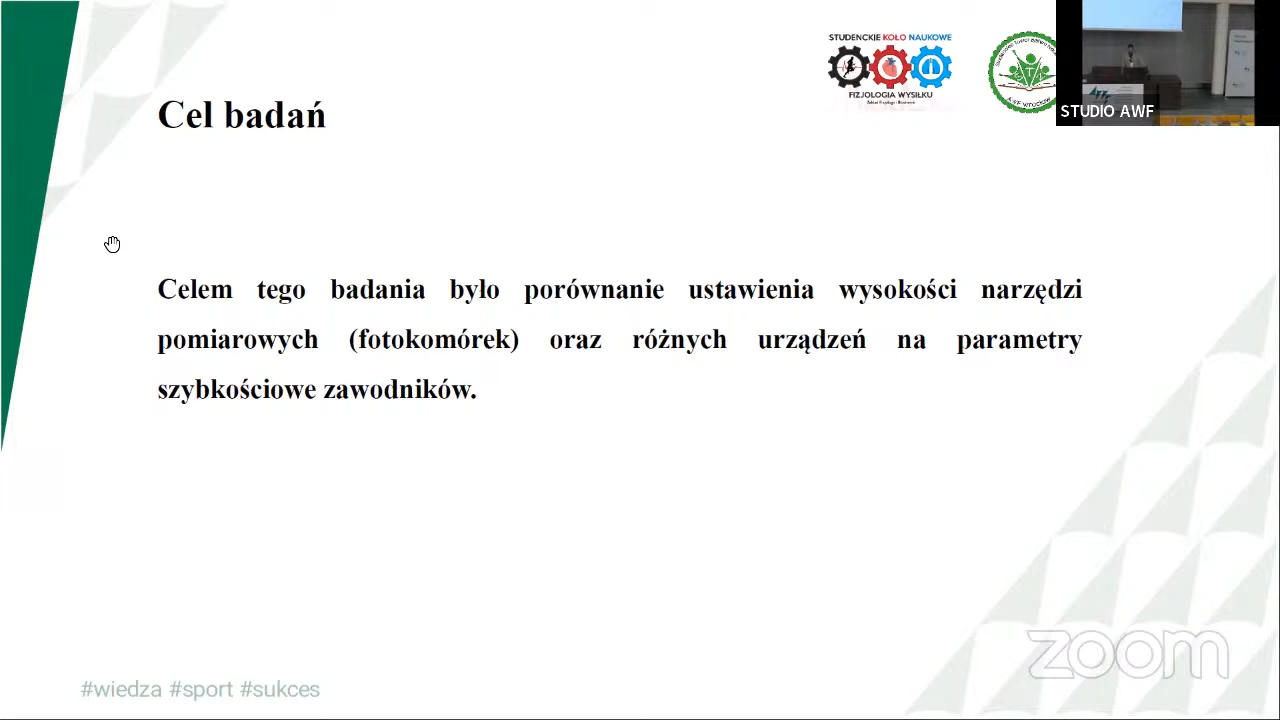 STUDENCKIE KOŁO NAUKOWE
FIZJOLOGIA WYSIŁKU
Cel badań
STUDIO AWF
Celem tego badania było porównanie ustawienia wysokości narzędzi
pomiarowych (fotokomórek) oraz różnych urządzeń na parametry
szybkościowe zawodników.
zoom
#wiedza #sport #sukces